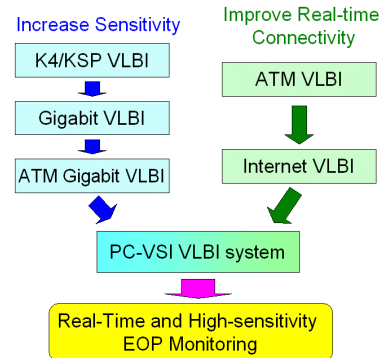 Increase Sensitivity
K4/KSP VLBI
Gigabit VLBI
ATM Gigabit VLBI
Improve Real-time
Connectivity
ATM VLBI
Internet VLBI
PC-VSI VLBI system
Real-Time and High-sensitivity
EOP Monitoring